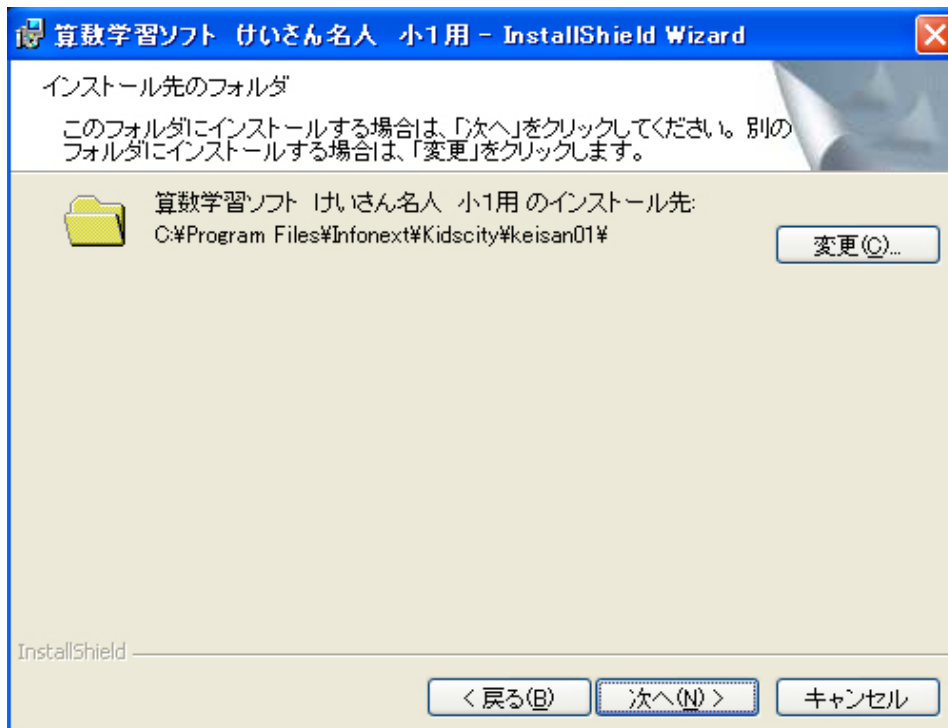 算数学習ソフト けいさん名人 小1用 - InstallShield Wizard
インストール先のフォルダ
このフォルダにインストールする場合は、「次へ」をクリックしてください。別の
フォルダにインストールする場合は、「変更」をクリックします。
算数学習ソフト けいさん名人 小1用 のインストール先:
C:¥Program Files¥Infonext¥Kidscity¥keisan01¥
変更(C)...
InstallShield
< 戻る(B)
次へ(N) >
キャンセル